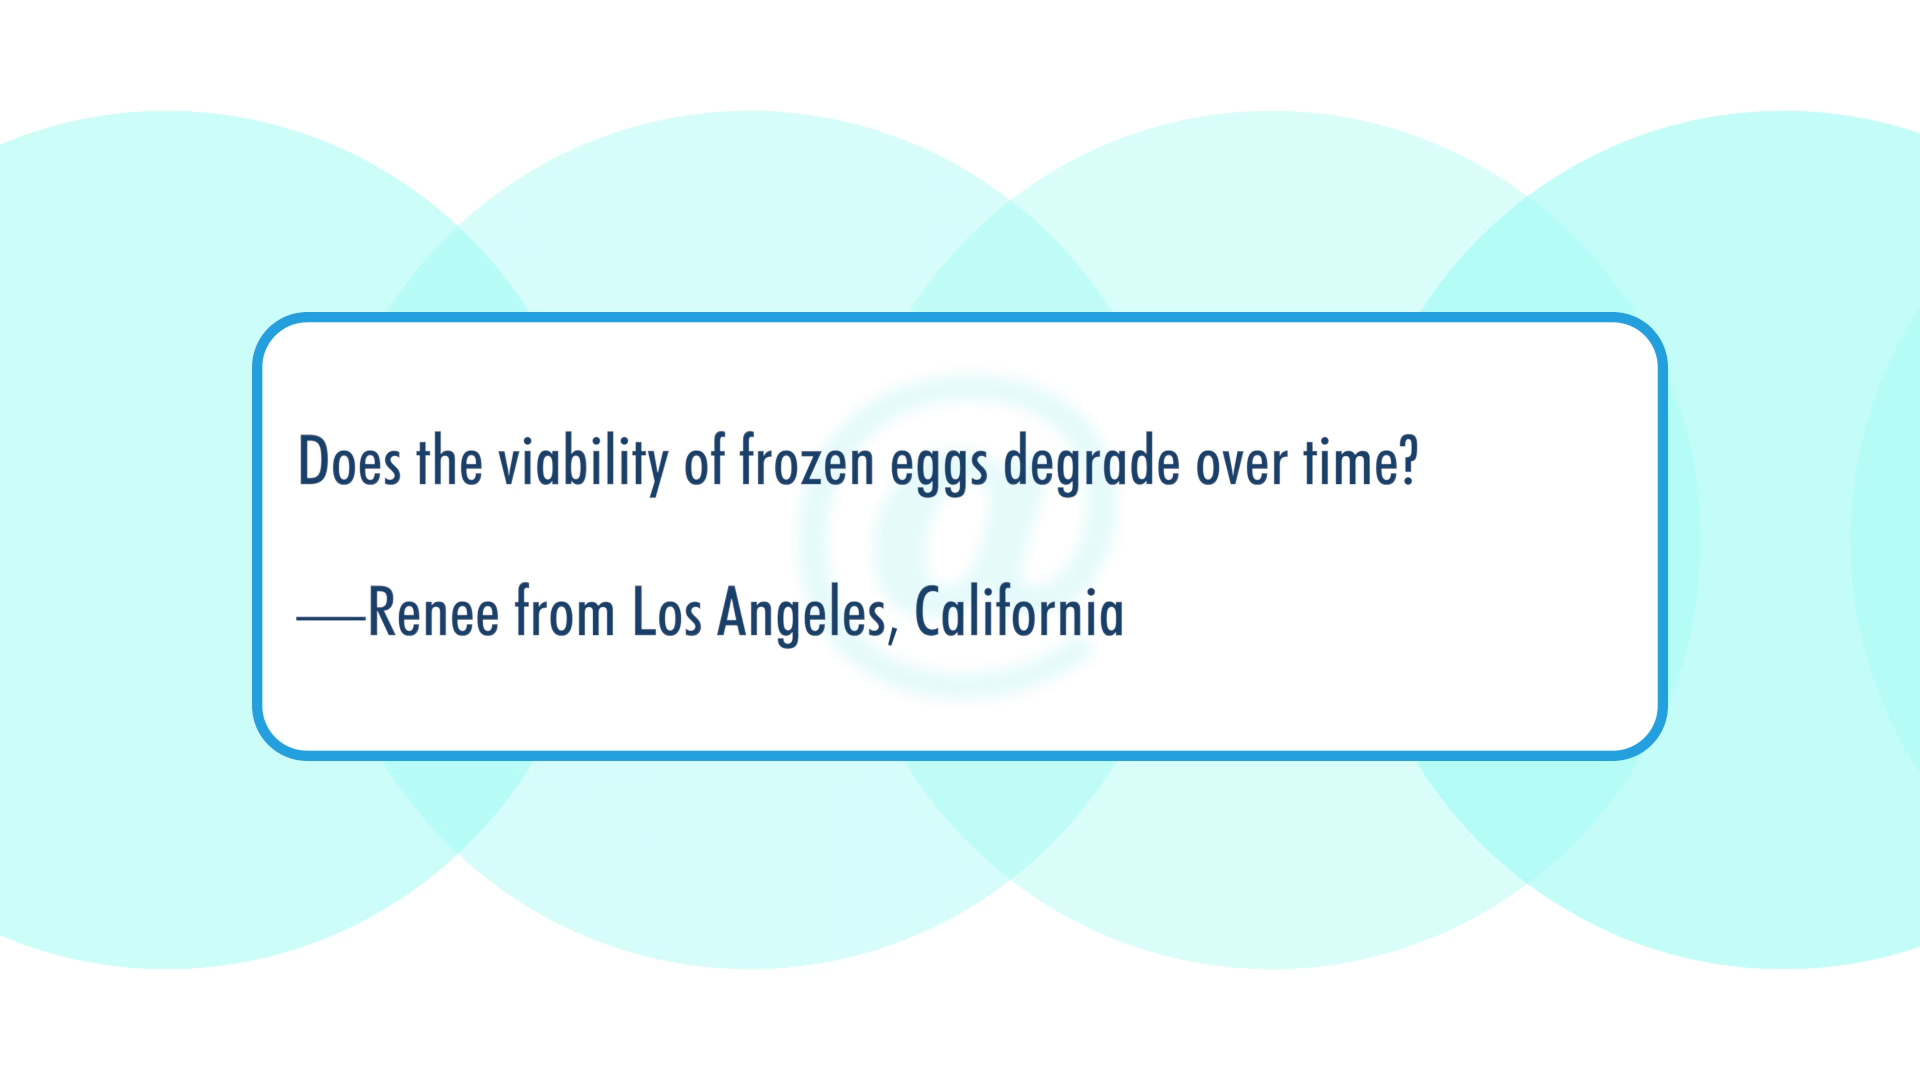 Does the viability of frozen eggs degrade over time?
—Renee from Los Angeles, California
@